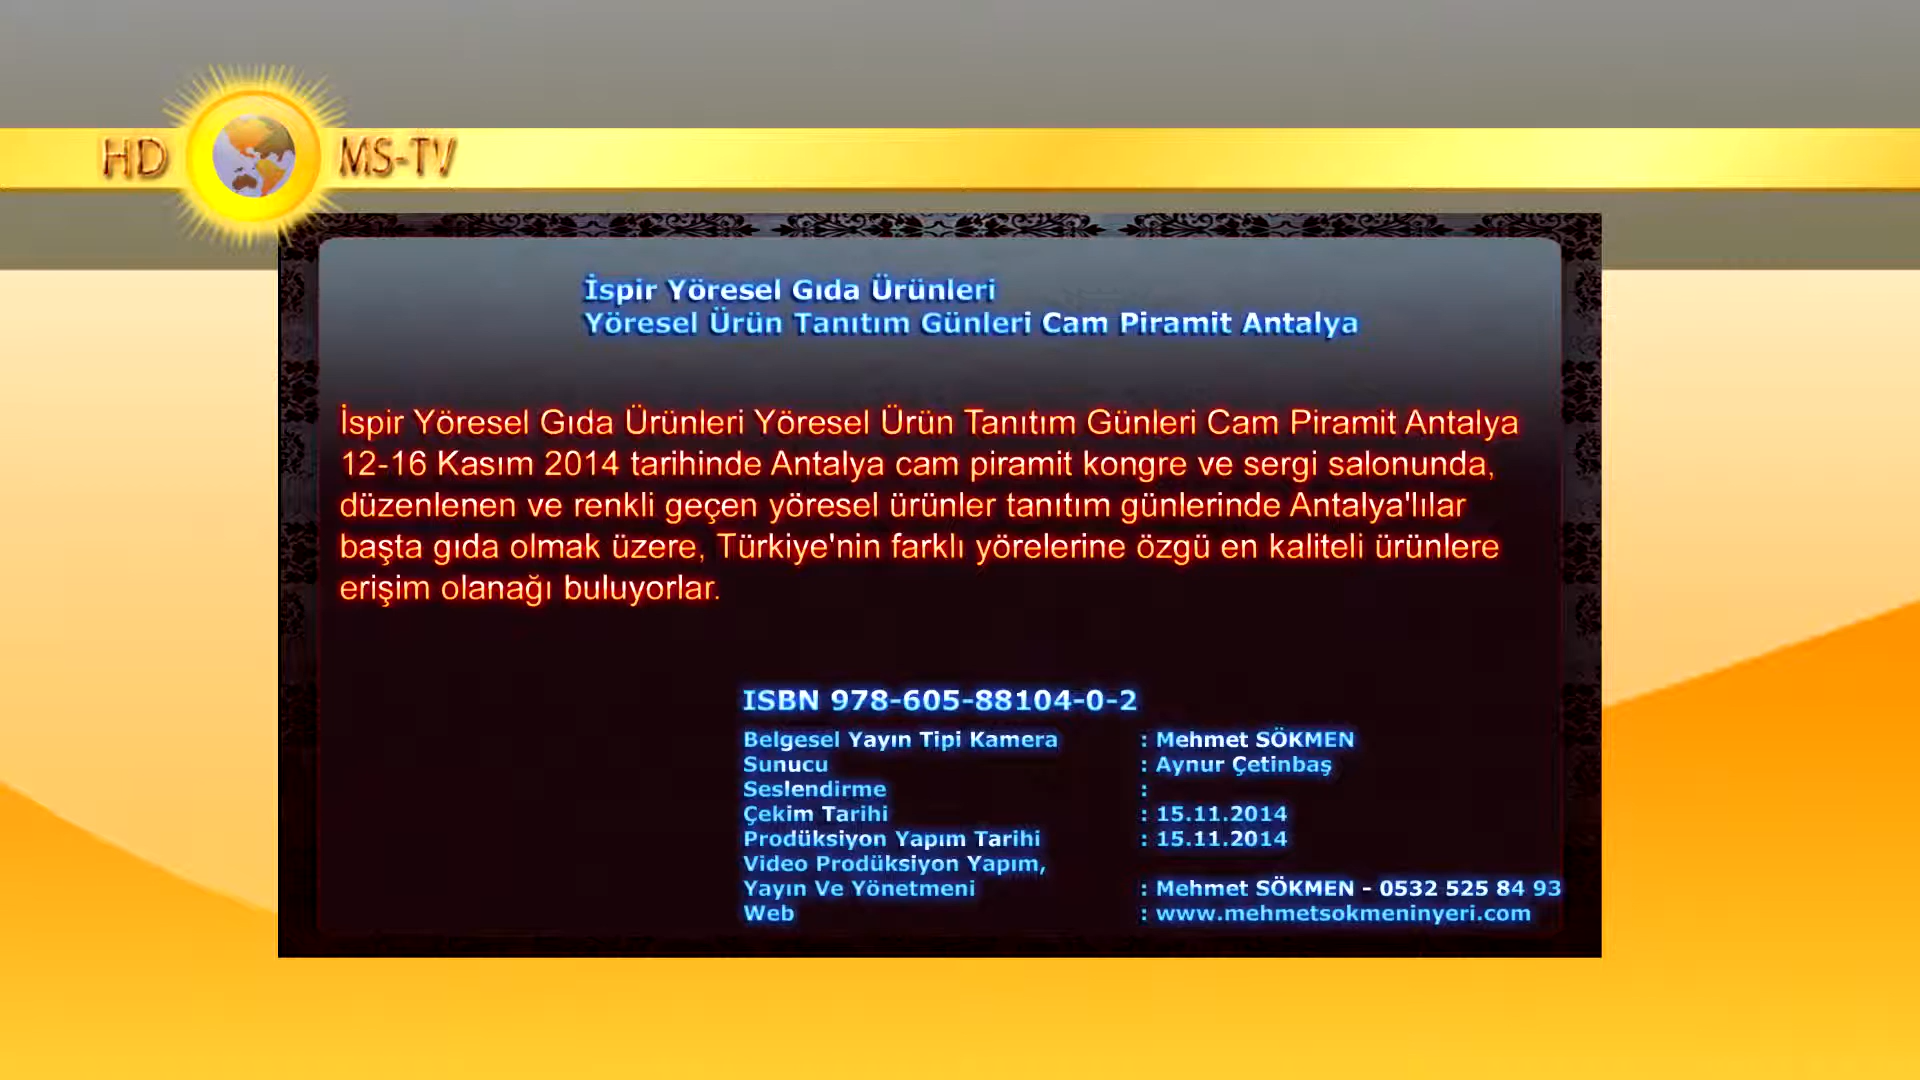 HD MS-TV
İspir Yöresel Gıda Ürünleri
Yöresel Ürün Tanıtım Günleri Cam Piramit Antalya
İspir Yöresel Gıda Ürünleri Yöresel Ürün Tanıtım Günleri Cam Piramit Antalya
12-16 Kasım 2014 tarihinde Antalya cam piramit kongre ve sergi salonunda,
düzenlenen ve renkli geçen yöresel ürünler tanıtım günlerinde Antalya'lılar
başta gıda olmak üzere, Türkiye'nin farklı yörelerine özgü en kaliteli ürünlere
erişim olanağı buluyorlar.
ISBN 978-605-88104-0-2
Belgesel Yayın Tipi Kamera : Mehmet SÖKMEN
Sunucu : Aynur Çetinbaş
Seslendirme :
Çekim Tarihi : 15.11.2014
Prodüksiyon Yapım Tarihi : 15.11.2014
Video Prodüksiyon Yapım,
Yayın Ve Yönetmeni : Mehmet SÖKMEN - 0532 525 84 93
Web : www.mehmetsokmeninyeri.com